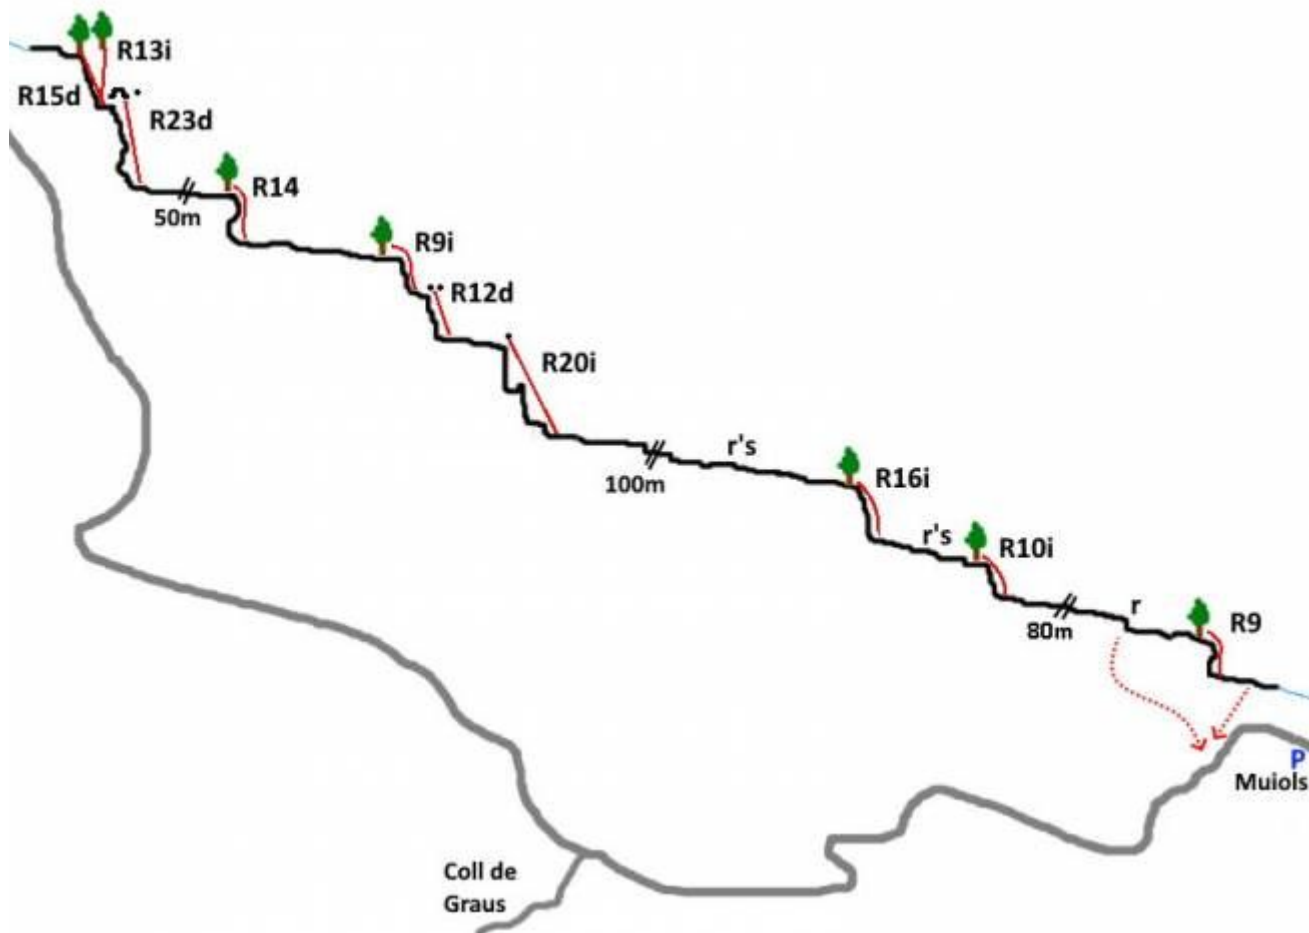 R13i
R15d
R23d
R14
50m
R9i
R12d
R20i
r's
100m
R16i
r's
R10i
r
80m
R9
P
Muiols
Coll de
Graus